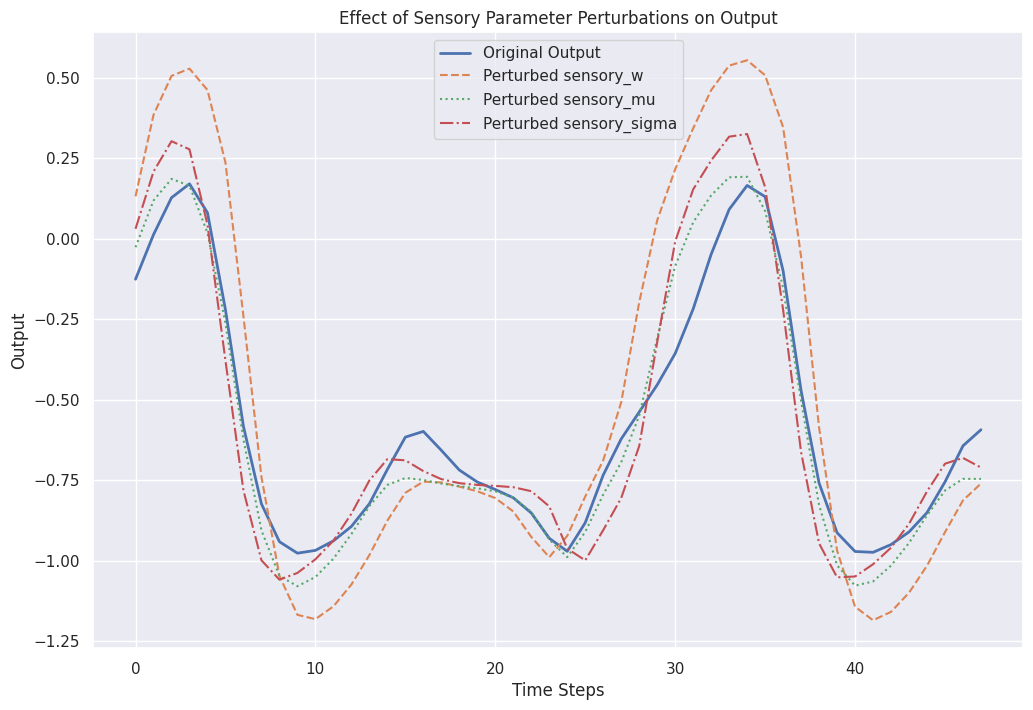 Effect of Sensory Parameter Perturbations on Output
Original Output
Perturbed sensory_w
Perturbed sensory_mu
Perturbed sensory_sigma
Output
0.50
0.25
0.00
−0.25
−0.50
−0.75
−1.00
−1.25
0 10 20 30 40
Time Steps